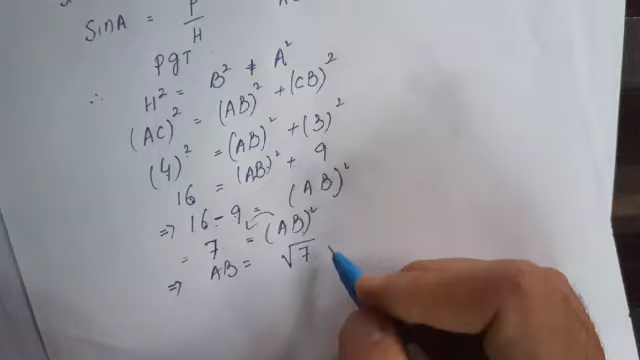 SinA = P/H
PGT
∴ H² = B² + A²
(AC)² = (AB)² + (CB)²
(4)² = (AB)² + (3)²
16 = (AB)² + 9
⇒ 16 - 9 = (AB)²
= 7 = (AB)²
⇒ AB = √7